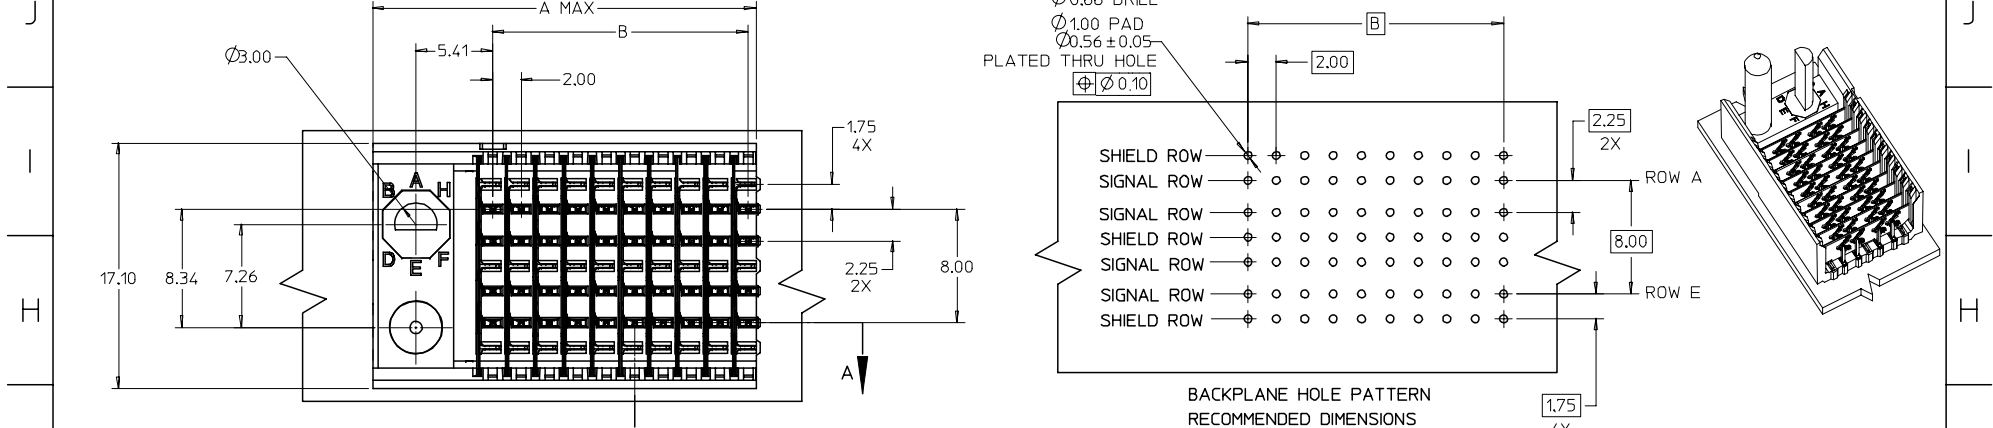 J
I
H
A MAX
B
5.41
Ø3.00
2.00
1.75
4X
B A H
D E F
17.10
8.34
7.26
2.25
2X
8.00
A
Ø1.00 PAD
Ø0.56 ±0.05
PLATED THRU HOLE
Ø 0.10
B
2.00
2.25
2X
SHIELD ROW
SIGNAL ROW
ROW A
SIGNAL ROW
SHIELD ROW
8.00
SIGNAL ROW
SIGNAL ROW
ROW E
SHIELD ROW
BACKPLANE HOLE PATTERN
RECOMMENDED DIMENSIONS
1.75
A
H
D
E
F
J
I
H